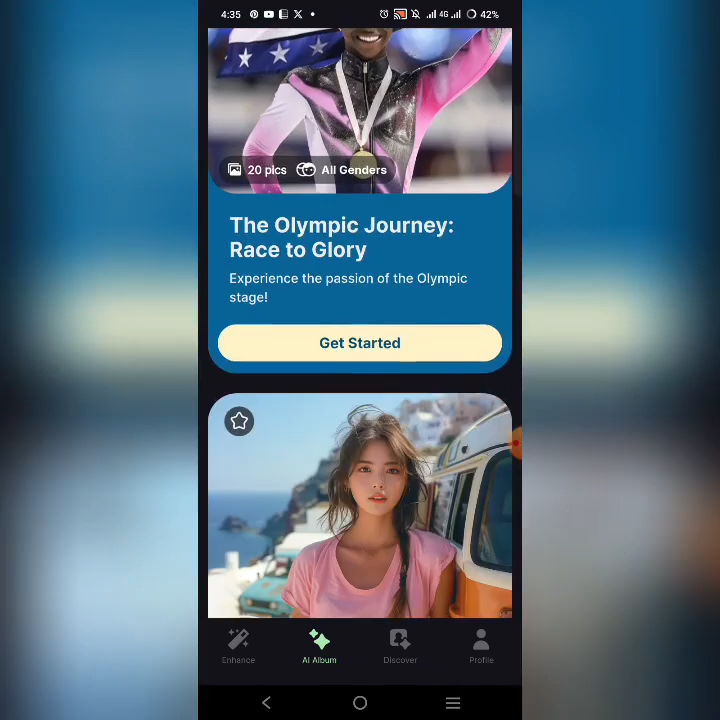 4:35
4G
42%
20 pics
All Genders
The Olympic Journey:
Race to Glory
Experience the passion of the Olympic
stage!
Get Started
Enhance
AI Album
Discover
Profile